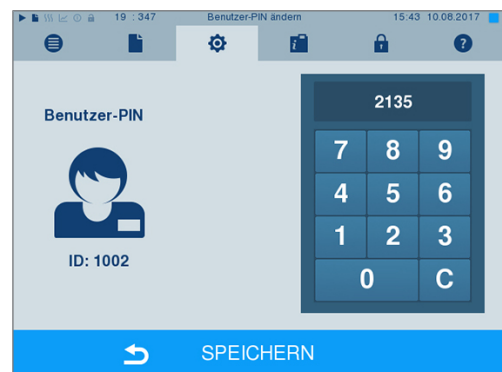 19 : 347 Benutzer-PIN ändern 15:43 10.08.2017
i ?
Benutzer-PIN
ID: 1002
2135
7 8 9
4 5 6
1 2 3
0 C
SPEICHERN